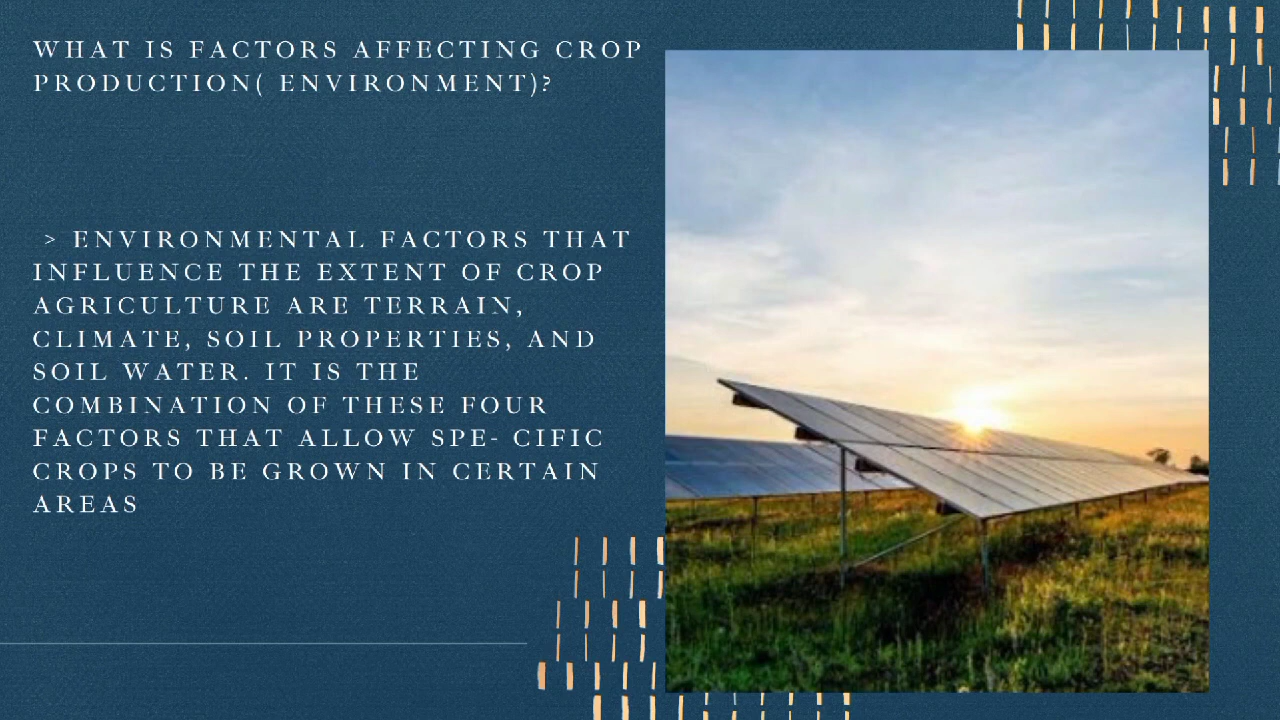 WHAT IS FACTORS AFFECTING CROP
PRODUCTION( ENVIRONMENT)?
> ENVIRONMENTAL FACTORS THAT
INFLUENCE THE EXTENT OF CROP
AGRICULTURE ARE TERRAIN,
CLIMATE, SOIL PROPERTIES, AND
SOIL WATER. IT IS THE
COMBINATION OF THESE FOUR
FACTORS THAT ALLOW SPE- CIFIC
CROPS TO BE GROWN IN CERTAIN
AREAS